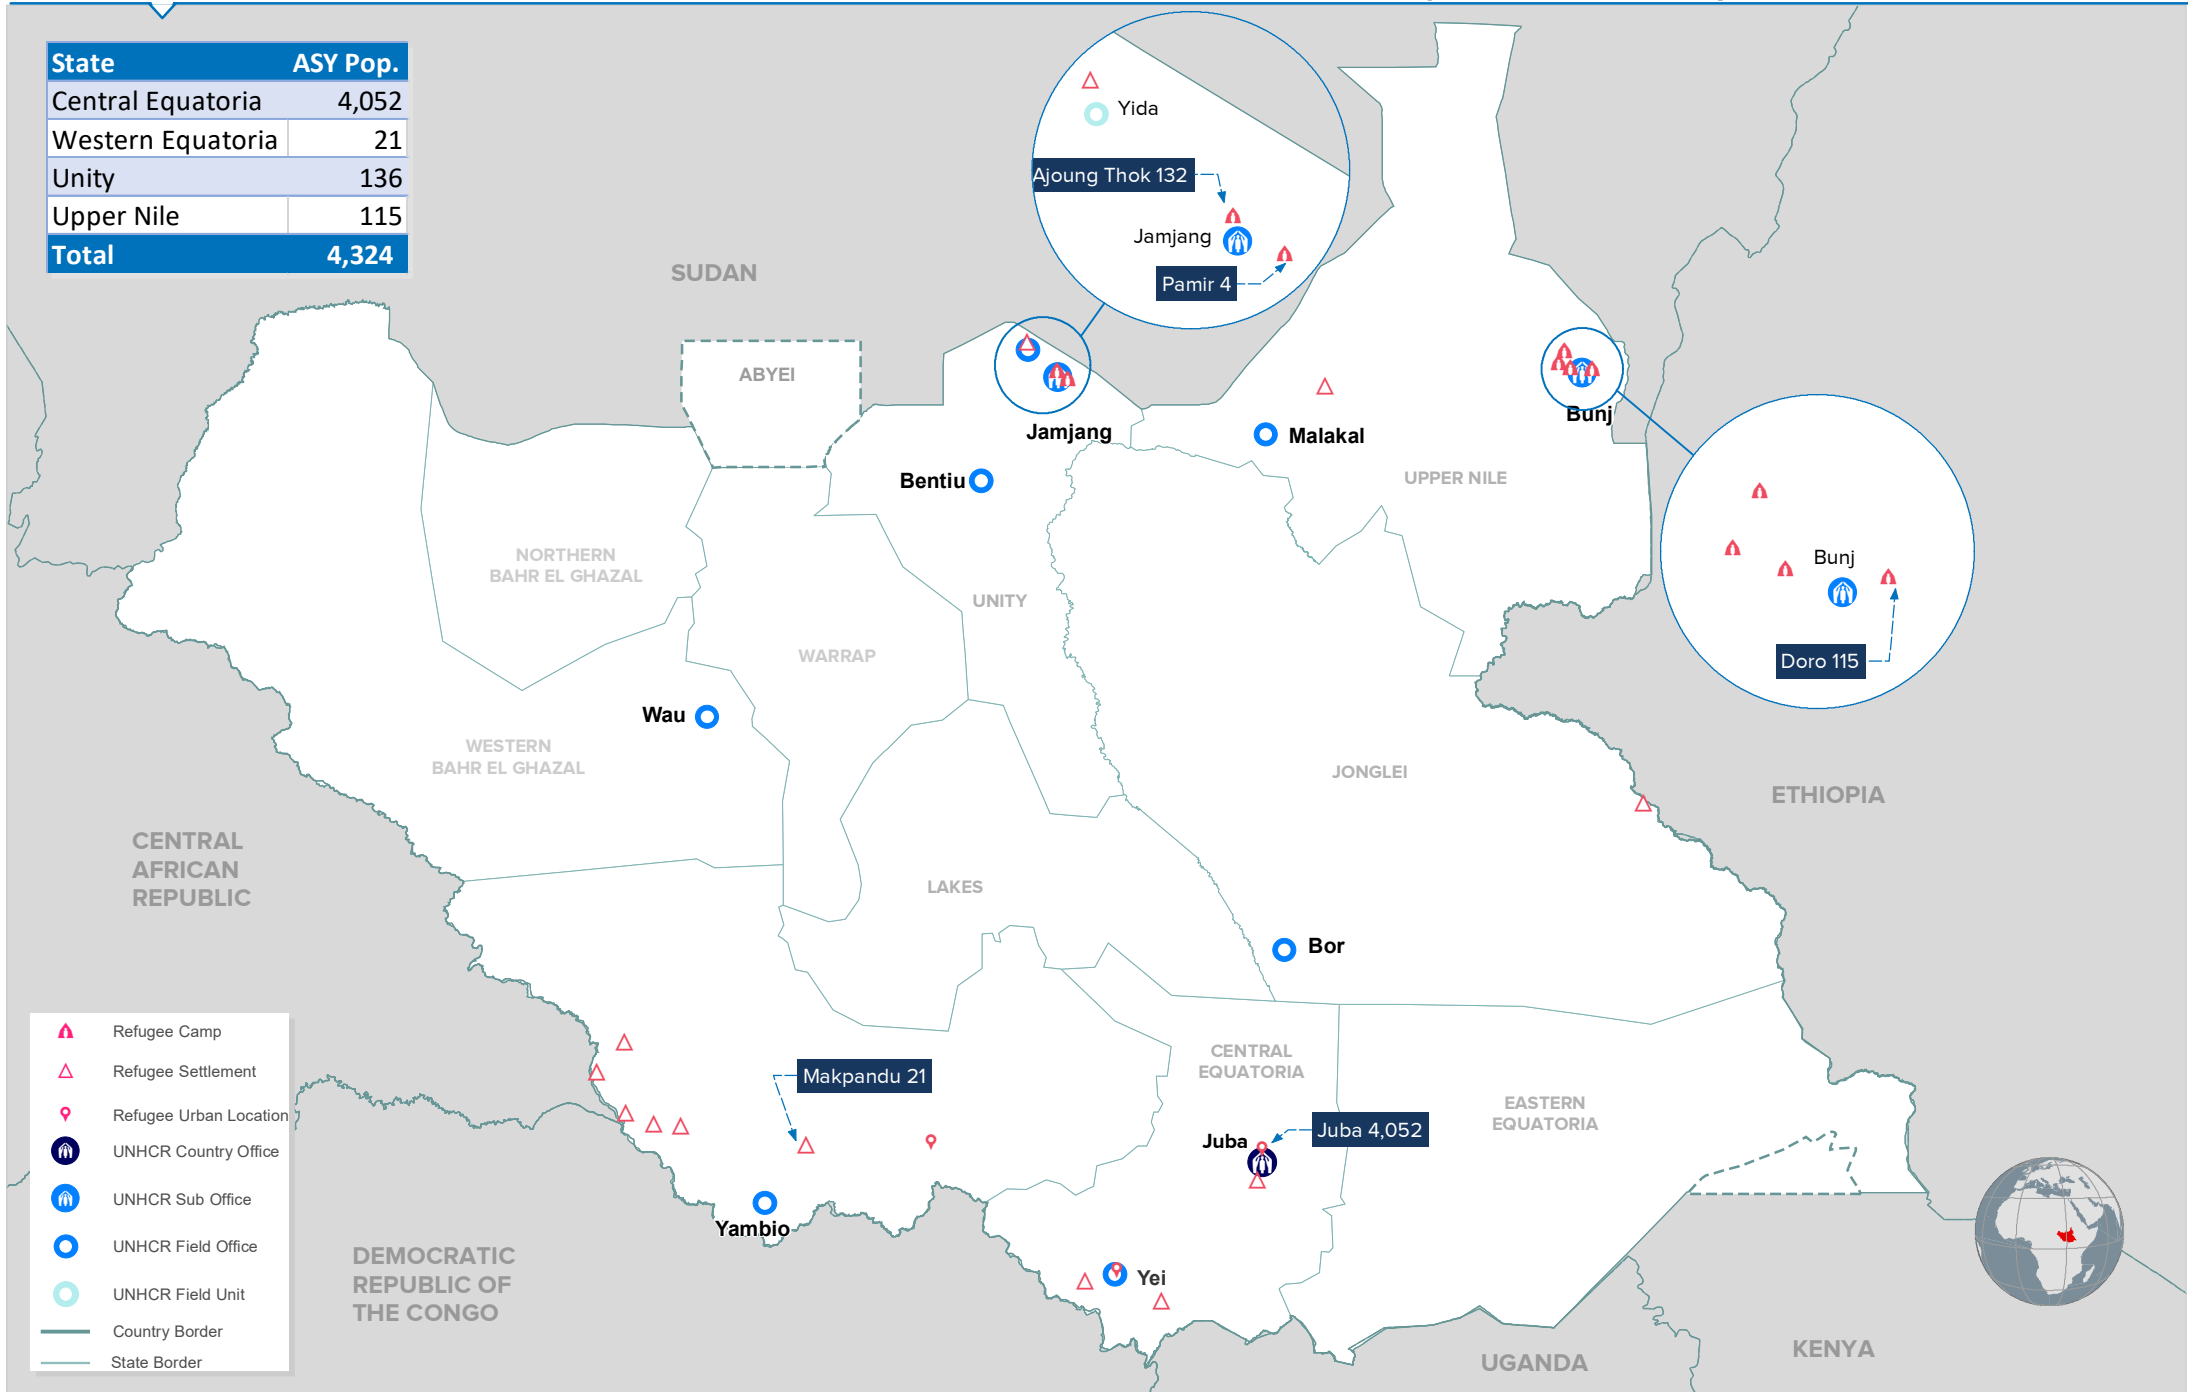 State ASY Pop.
Central Equatoria 4,052
Western Equatoria 21
Unity 136
Upper Nile 115
Total 4,324
Yida
Ajoung Thok 132
Jamjang
Pamir 4
SUDAN
ABYEI
Jamjang
Bentiu
Malakal
Bunj
UPPER NILE
Bunj
Doro 115
NORTHERN
BAHR EL GHAZAL
UNITY
WARRAP
Wau
WESTERN
BAHR EL GHAZAL
JONGLEI
ETHIOPIA
CENTRAL
AFRICAN
REPUBLIC
LAKES
Bor
Makpandu 21
CENTRAL
EQUATORIA
EASTERN
EQUATORIA
Juba
Juba 4,052
Yambio
Yei
DEMOCRATIC
REPUBLIC OF
THE CONGO
UGANDA
KENYA
Refugee Camp
Refugee Settlement
Refugee Urban Location
UNHCR Country Office
UNHCR Sub Office
UNHCR Field Office
UNHCR Field Unit
Country Border
State Border